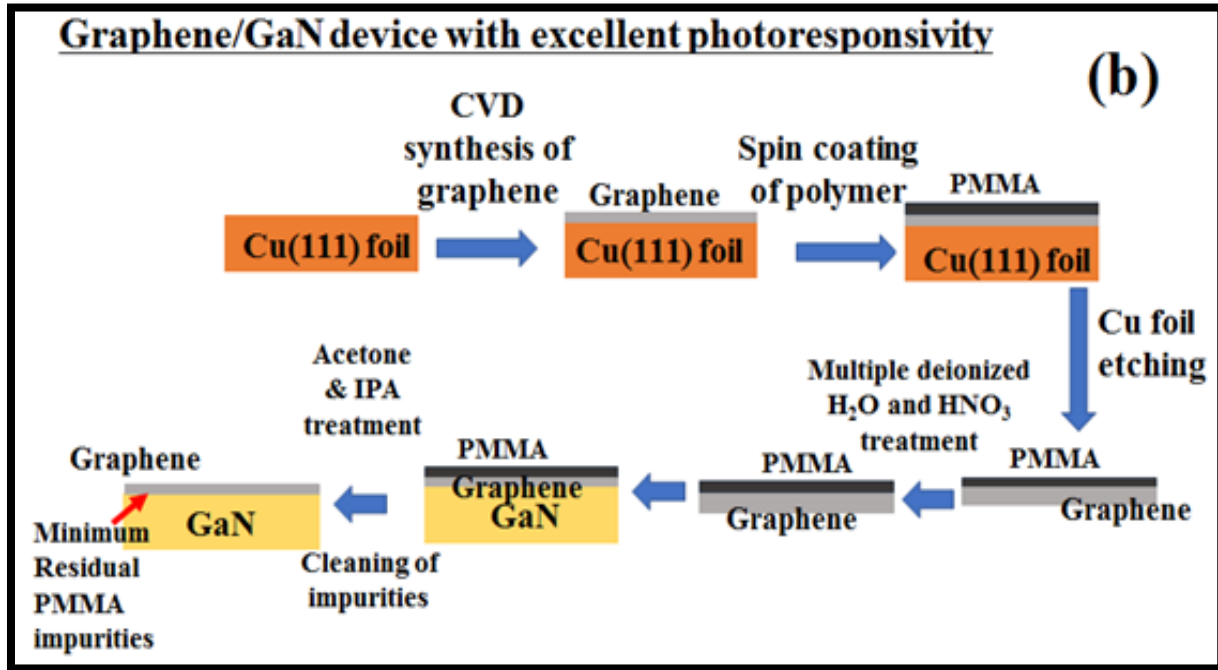 Graphene/GaN device with excellent photoresponsivity
(b)
CVD
synthesis of
graphene
Spin coating
of polymer
Cu(111) foil
Graphene
Cu(111) foil
PMMA
Cu(111) foil
Cu foil
etching
Multiple deionized
H₂O and HNO₃
treatment
PMMA
Graphene
PMMA
Graphene
PMMA
Graphene
GaN
Acetone
& IPA
treatment
Cleaning of
impurities
Graphene
GaN
Minimum
Residual
PMMA
impurities